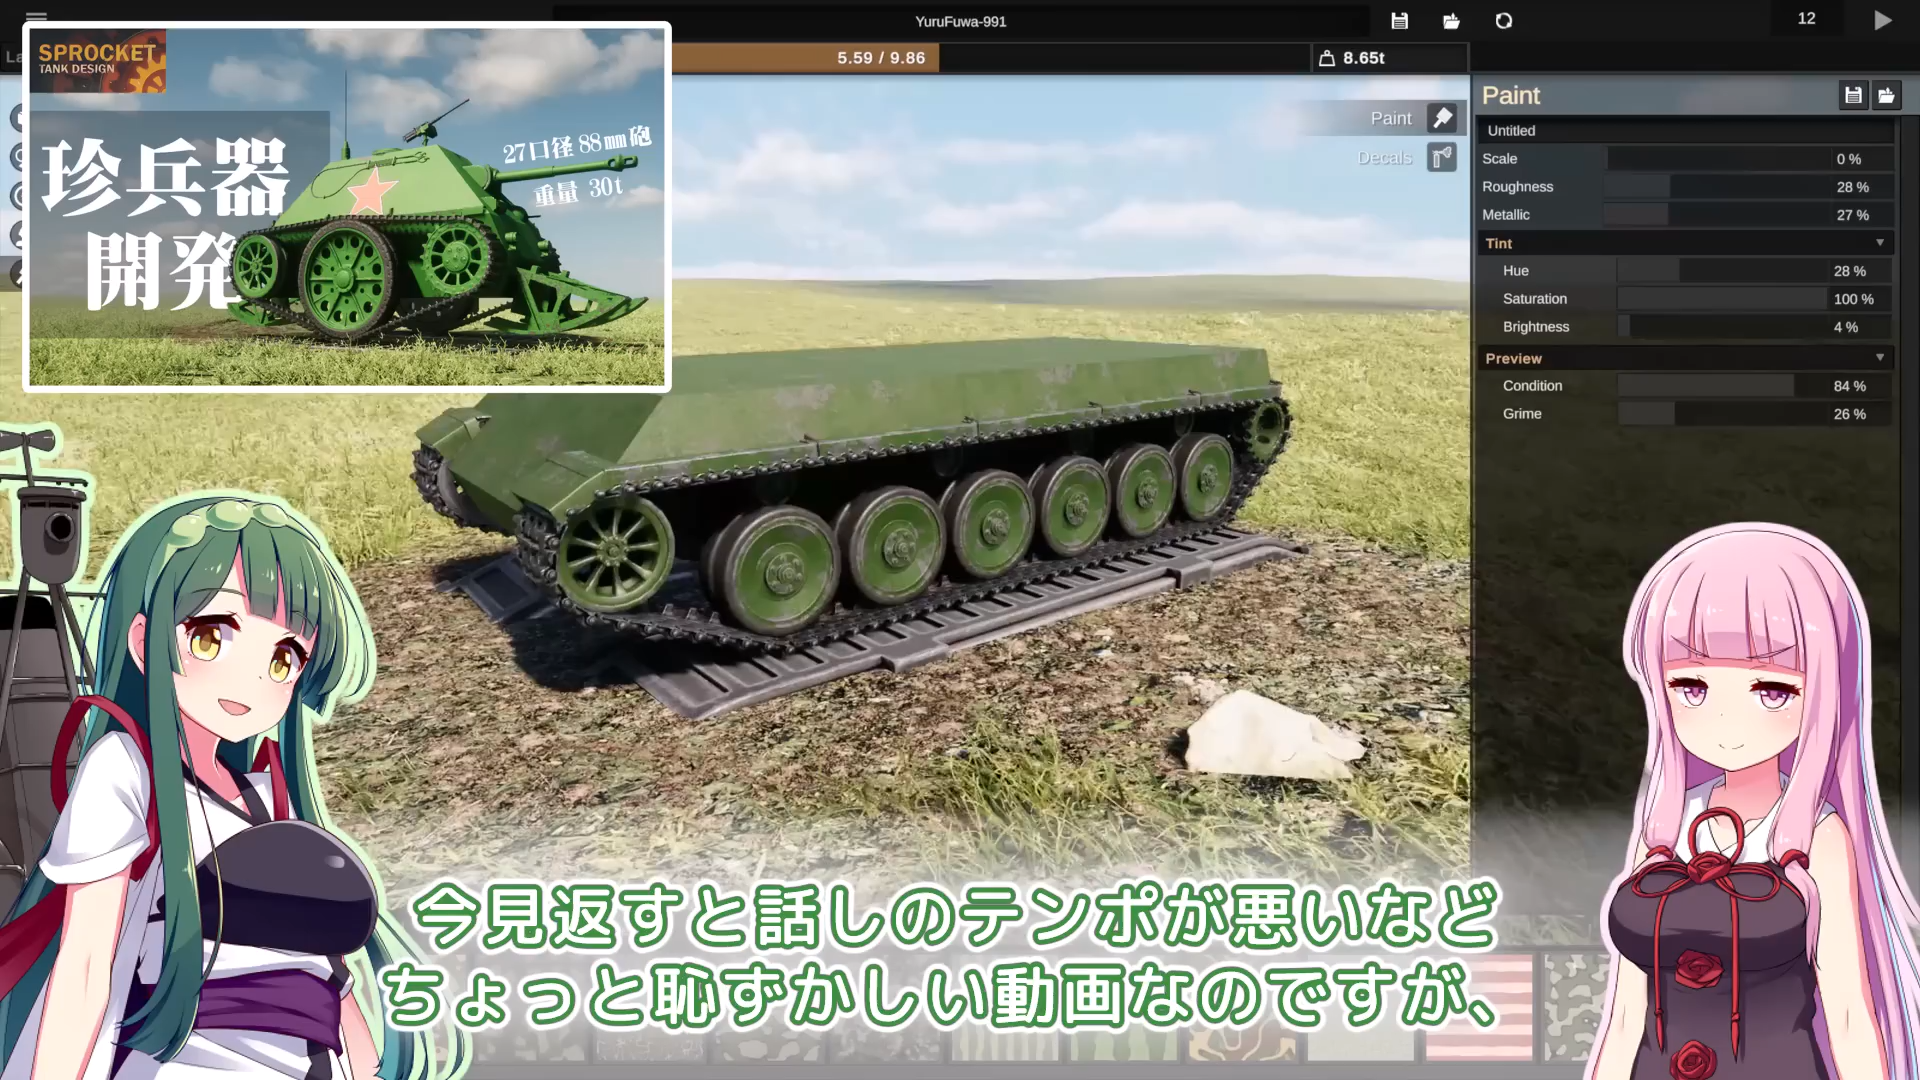 YuruFuwa-991
12
5.59 / 9.86
8.65t
SPROCKET
TANK DESIGN
珍兵器
開発
27口径 88㎜砲
重量 30t
Paint
Decals
Paint
Untitled
Scale 0 %
Roughness 28 %
Metallic 27 %
Tint
Hue 28 %
Saturation 100 %
Brightness 4 %
Preview
Condition 84 %
Grime 26 %
今見返すと話しのテンポが悪いなど
ちょっと恥ずかしい動画なのですが、